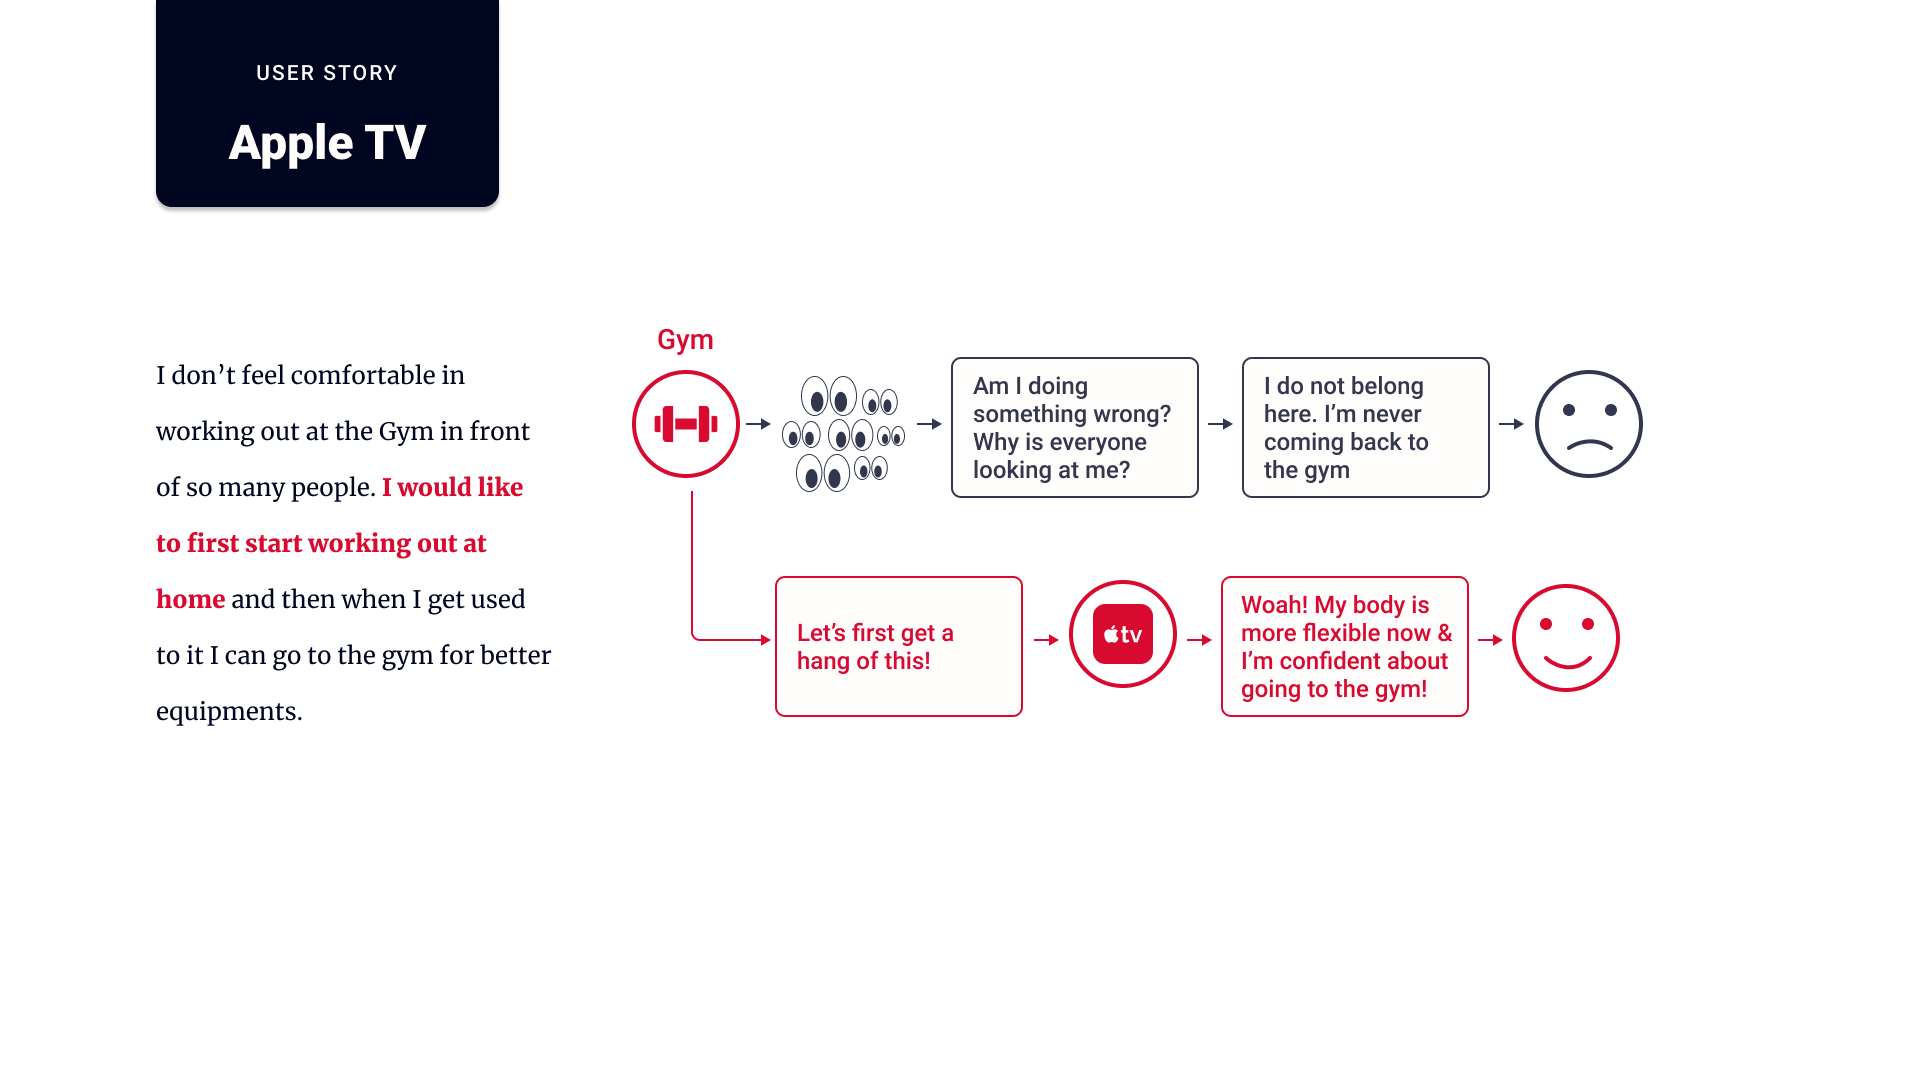 USER STORY
Apple TV
I don’t feel comfortable in
working out at the Gym in front
of so many people. I would like
to first start working out at
home and then when I get used
to it I can go to the gym for better
equipments.
Gym
Am I doing
something wrong?
Why is everyone
looking at me?
I do not belong
here. I’m never
coming back to
the gym
Let’s first get a
hang of this!
tv
Woah! My body is
more flexible now &
I’m confident about
going to the gym!